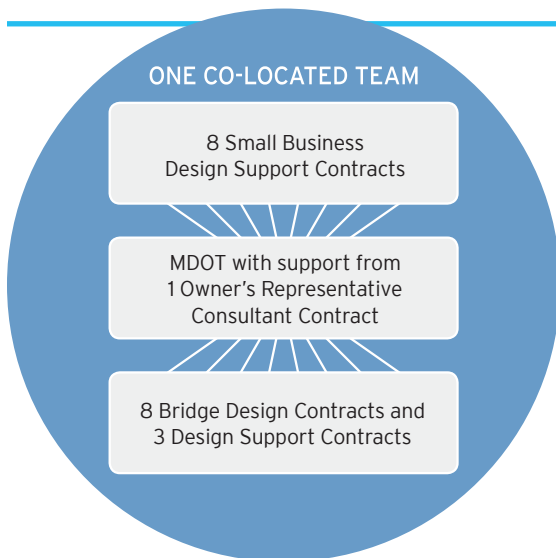 ONE CO-LOCATED TEAM
8 Small Business
Design Support Contracts
MDOT with support from
1 Owner’s Representative
Consultant Contract
8 Bridge Design Contracts and
3 Design Support Contracts